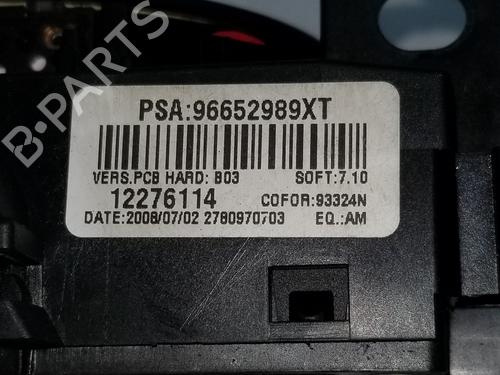 B-PARTS
PSA:96652989XT
VERS.PCB HARD: B03 SOFT:7.10
12276114 COFOR:93324N
DATE:2008/07/02 2780970703 EQ.:AM
B-PARTS